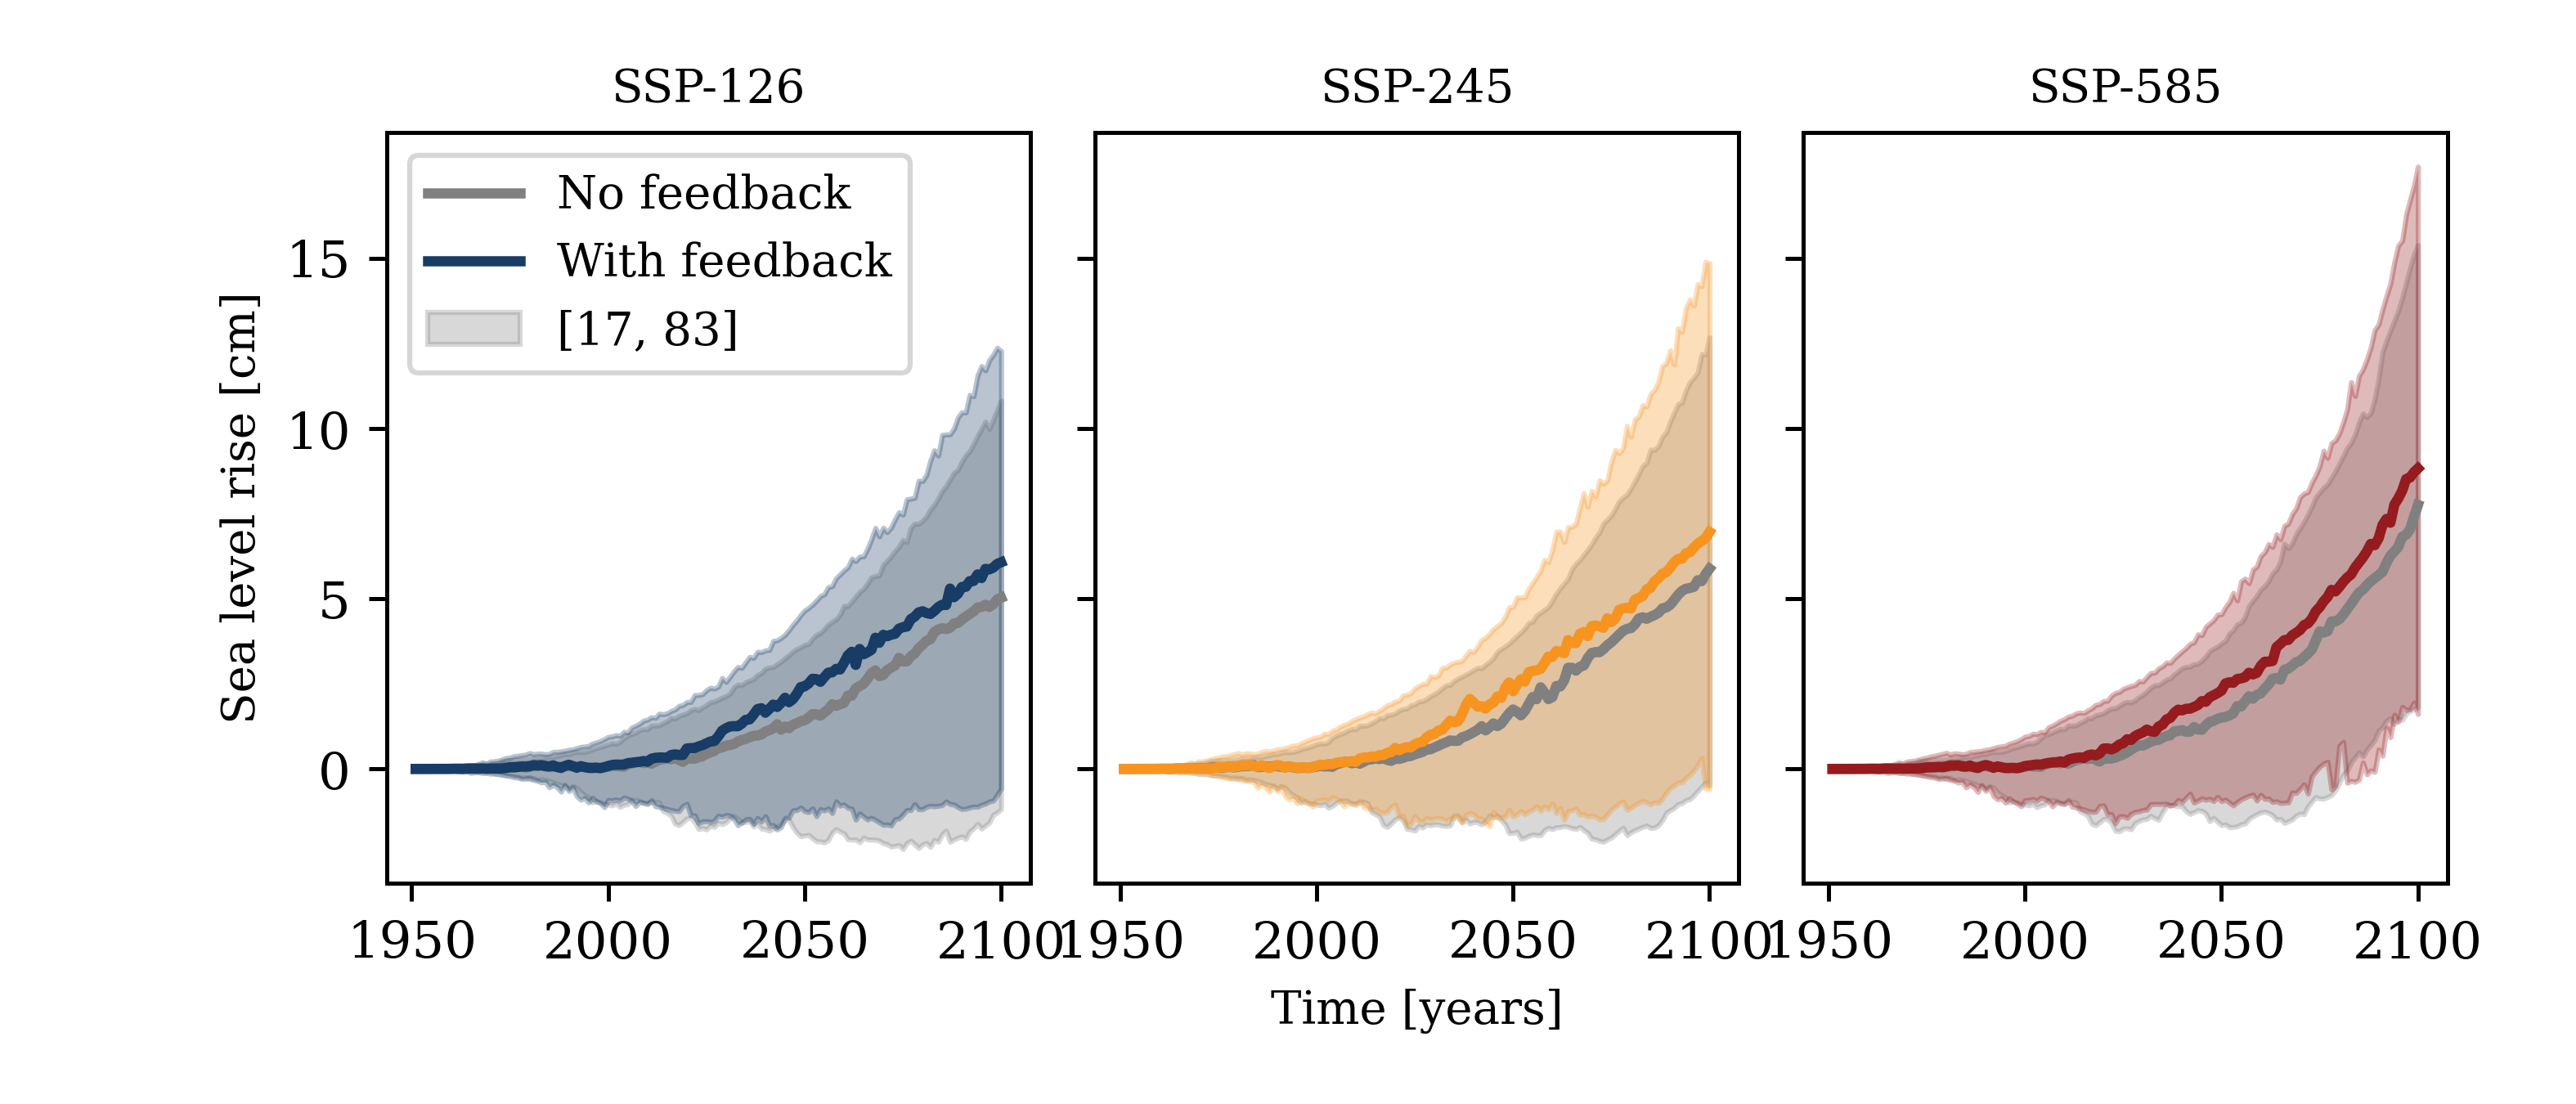 SSP-126
SSP-245
SSP-585
No feedback
With feedback
[17, 83]
Sea level rise [cm]
15
10
5
0
1950 2000 2050 2100
1950 2000 2050 2100
1950 2000 2050 2100
Time [years]